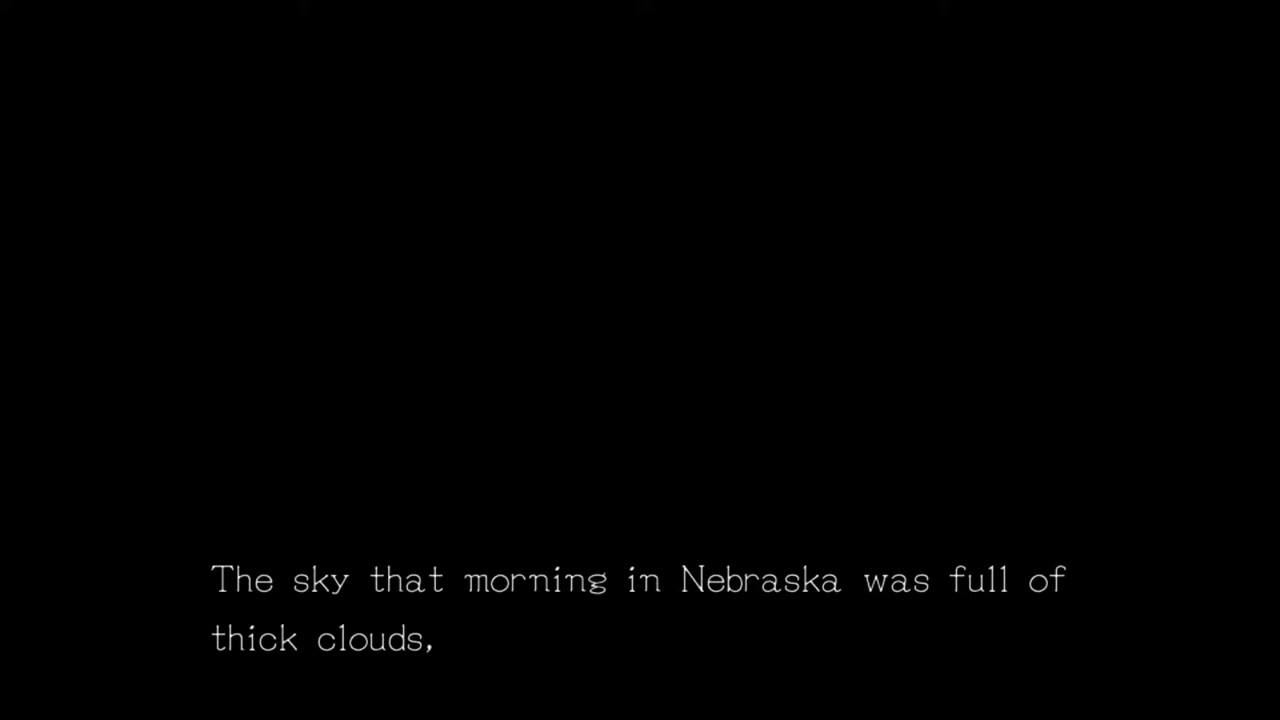 The sky that morning in Nebraska was full of
thick clouds,